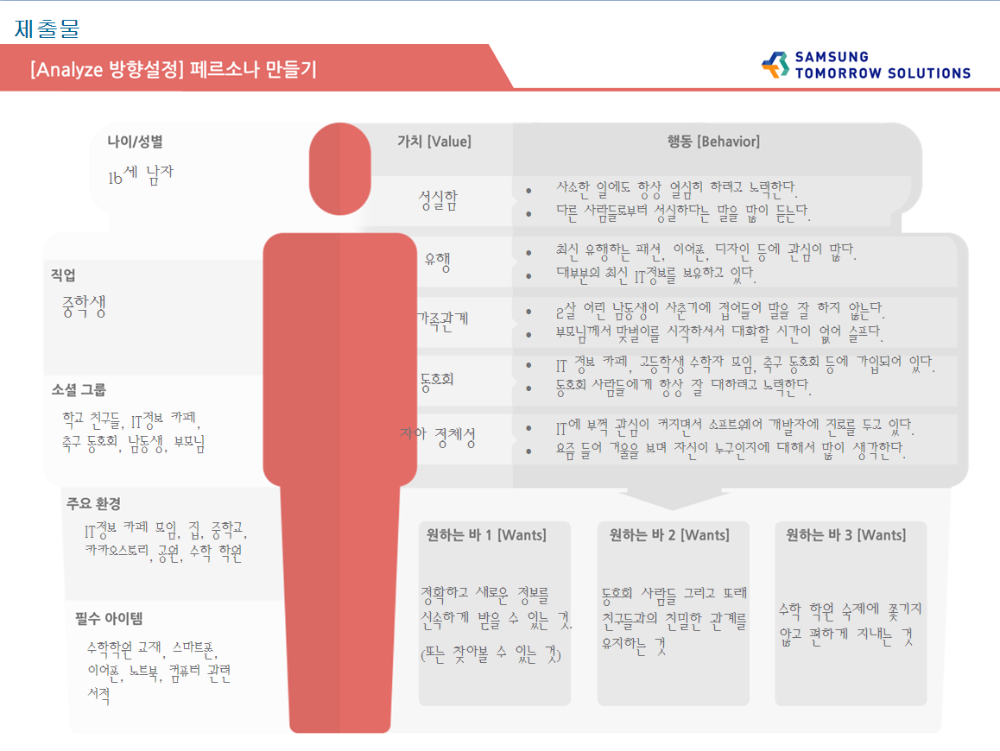 제출물
[Analyze 방향설정] 페르소나 만들기
SAMSUNG
TOMORROW SOLUTIONS
나이/성별
16세 남자
직업
중학생
소셜 그룹
학교 친구들, IT정보 카페,
축구 동호회, 남동생, 부모님
주요 환경
IT정보 카페 모임, 집, 중학교,
카카오스토리, 공원, 수학 학원
필수 아이템
수학학원 교재, 스마트폰,
이어폰, 노트북, 컴퓨터 관련
서적
가치 [Value]
행동 [Behavior]
성실함
• 사소한 일에도 항상 열심히 하려고 노력한다.
• 다른 사람들로부터 성실하다는 말을 많이 듣는다.
유행
• 최신 유행하는 패션, 이어폰, 디자인 등에 관심이 많다.
• 대부분의 최신 IT정보를 보유하고 있다.
가족관계
• 2살 어린 남동생이 사춘기에 접어들어 말을 잘 하지 않는다.
• 부모님께서 맞벌이를 시작하셔서 대화할 시간이 없어 슬프다.
동호회
• IT 정보 카페, 고등학생 수학자 모임, 축구 동호회 등에 가입되어 있다.
• 동호회 사람들에게 항상 잘 대하려고 노력한다.
자아 정체성
• IT에 부쩍 관심이 커지면서 소프트웨어 개발자에 진로를 두고 있다.
• 요즘 들어 거울을 보며 자신이 누구인지에 대해서 많이 생각한다.
원하는 바 1 [Wants]
정확하고 새로운 정보를
신속하게 받을 수 있는 것.
(또는 찾아볼 수 있는 것)
원하는 바 2 [Wants]
동호회 사람들 그리고 또래
친구들과의 친밀한 관계를
유지하는 것
원하는 바 3 [Wants]
수학 학원 숙제에 쫓기지
않고 편하게 지내는 것